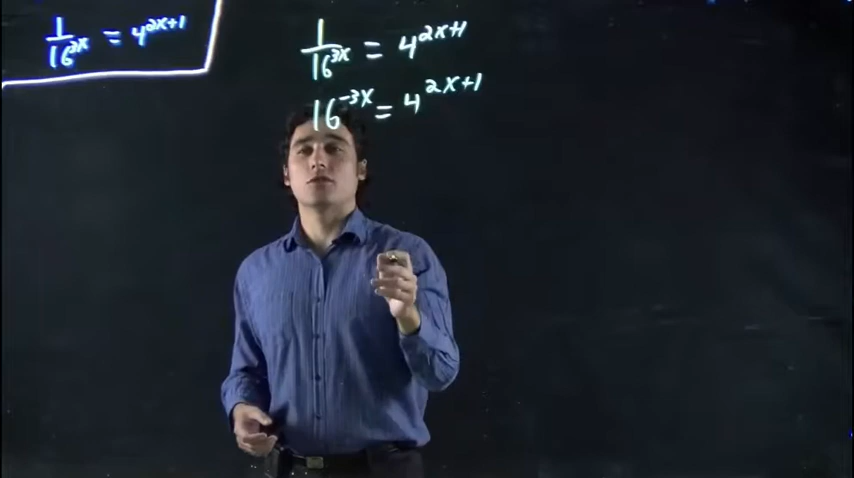 1/16^3x = 4^2x+1
1/16^3x = 4^2x+1
16^-3x = 4^2x+1